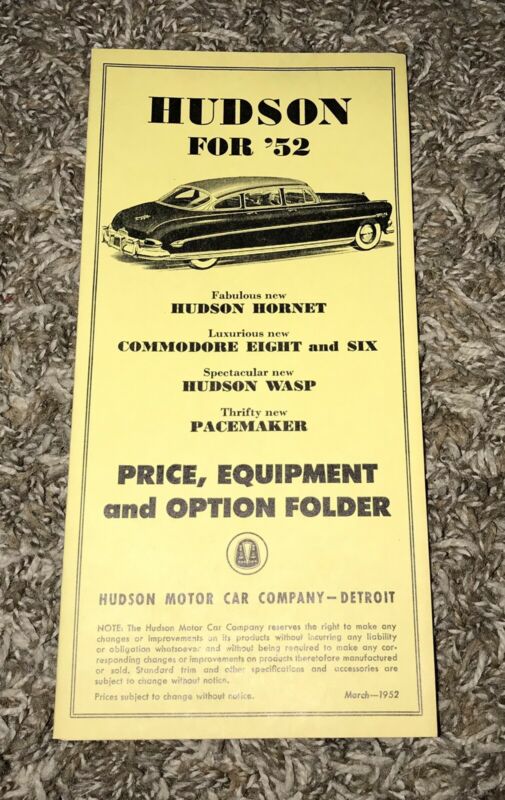 HUDSON
FOR '52
Fabulous new
HUDSON HORNET
Luxurious new
COMMODORE EIGHT and SIX
Spectacular new
HUDSON WASP
Thrifty new
PACEMAKER
PRICE, EQUIPMENT
and OPTION FOLDER
HUDSON MOTOR CAR COMPANY—DETROIT
NOTE: The Hudson Motor Car Company reserves the right to make any
changes or improvements on its products without incurring any liability
or obligation whatsoever and without being required to make any cor-
responding changes or improvements on products theretofore manufactured
or sold. Standard trim and other specifications and accessories are
subject to change without notice.
Prices subject to change without notice. March—1952